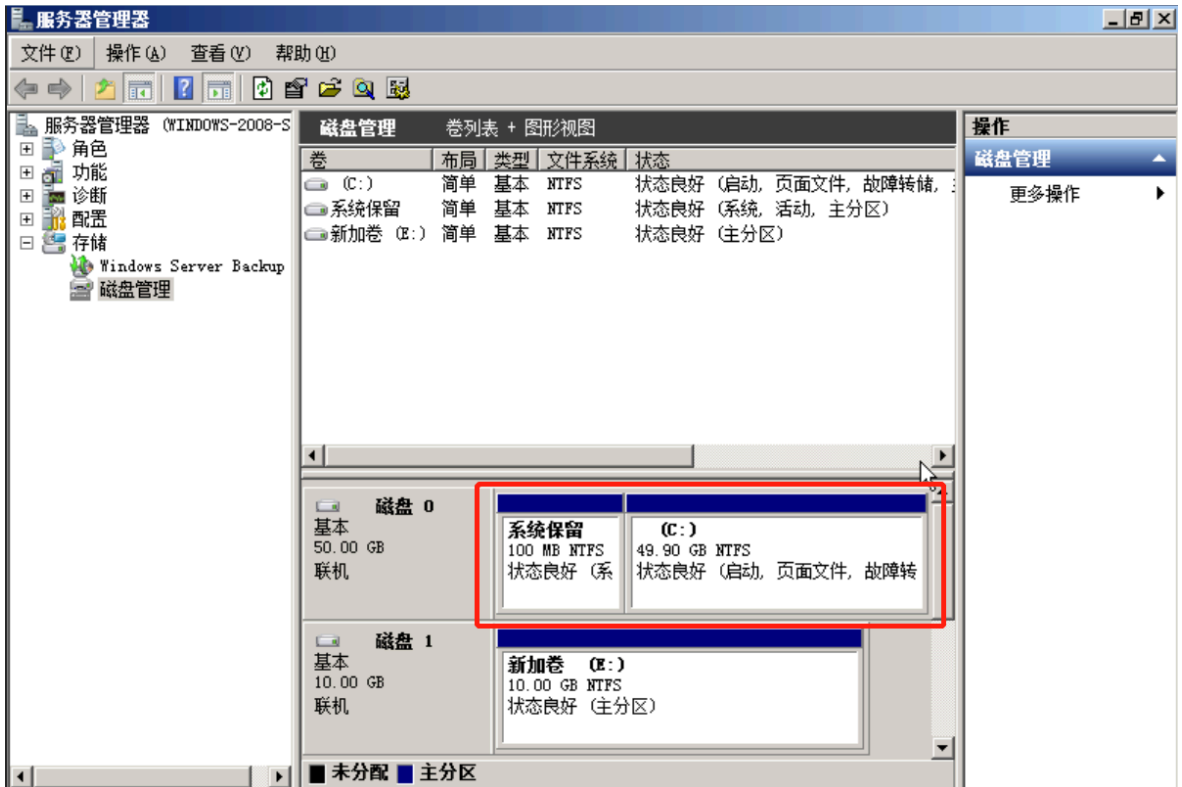 服务器管理器
文件(F) 操作(A) 查看(V) 帮助(H)
服务器管理器 (WINDOWS-2008-S
角色
功能
诊断
配置
存储
Windows Server Backup
磁盘管理
磁盘管理 卷列表 + 图形视图
卷 布局 类型 文件系统 状态
(C:) 简单 基本 NTFS 状态良好 (启动, 页面文件, 故障转储,
系统保留 简单 基本 NTFS 状态良好 (系统, 活动, 主分区)
新加卷 (E:) 简单 基本 NTFS 状态良好 (主分区)
磁盘 0
基本
50.00 GB
联机
系统保留
100 MB NTFS
状态良好 (系
(C:)
49.90 GB NTFS
状态良好 (启动, 页面文件, 故障转
磁盘 1
基本
10.00 GB
联机
新加卷 (E:)
10.00 GB NTFS
状态良好 (主分区)
未分配 主分区
操作
磁盘管理
更多操作